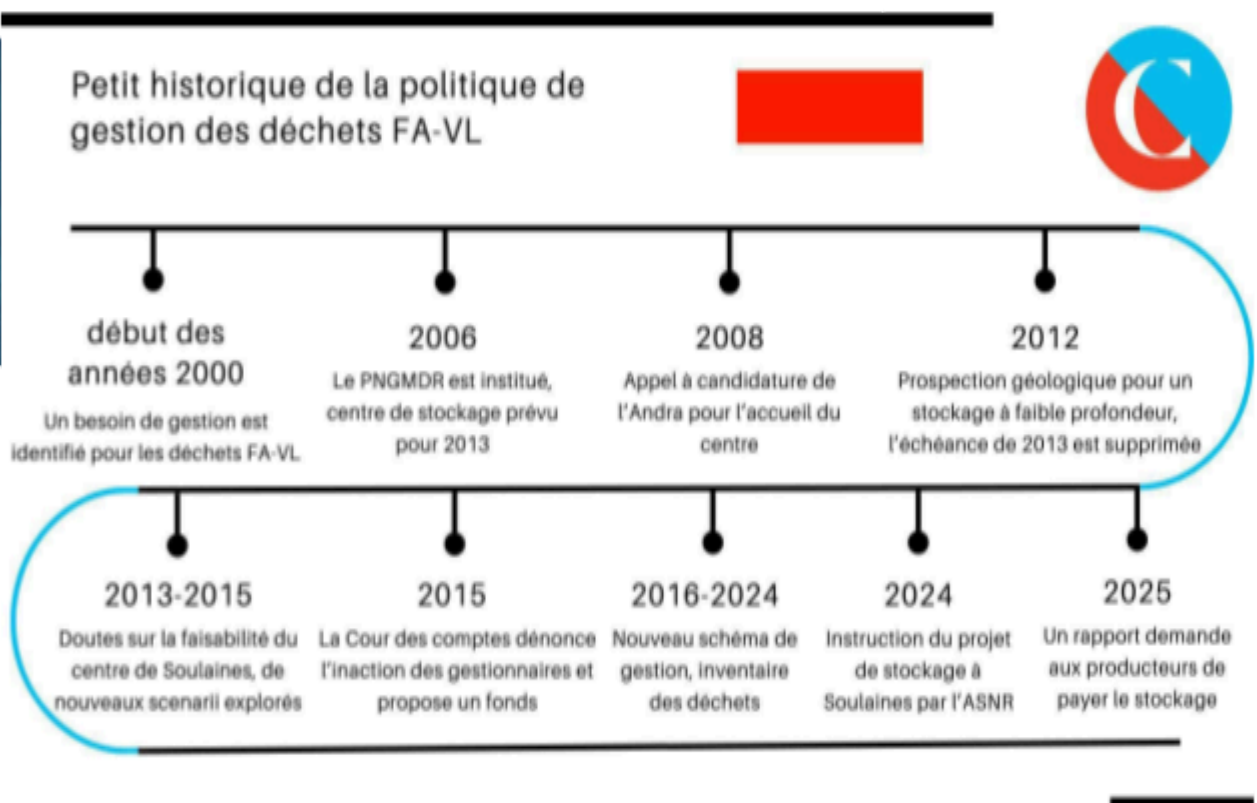 Petit historique de la politique de
gestion des déchets FA-VL
C
début des
années 2000
Un besoin de gestion est
identifié pour les déchets FA-VL
2006
Le PNGMDR est institué,
centre de stockage prévu
pour 2013
2008
Appel à candidature de
l'Andra pour l'accueil du
centre
2012
Prospection géologique pour un
stockage à faible profondeur,
l'échéance de 2013 est supprimée
2013-2015
Doutes sur la faisabilité du
centre de Soulaines, de
nouveaux scenarii explorés
2015
La Cour des comptes dénonce
l'inaction des gestionnaires et
propose un fonds
2016-2024
Nouveau schéma de
gestion, inventaire
des déchets
2024
Instruction du projet
de stockage à
Soulaines par l'ASNR
2025
Un rapport demande
aux producteurs de
payer le stockage